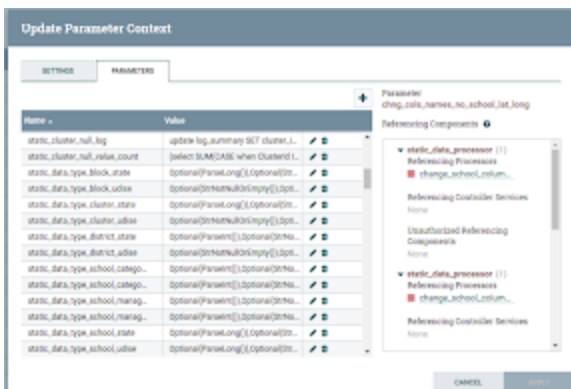 Update Parameter Context
SETTINGS
PARAMETERS
Name
Value
static_cluster_null_log
update log_summary SET cluster_i...
static_cluster_null_value_count
(select SUM(CASE when ClusterId I...
static_data_type_block_state
Optional(ParseLong()),Optional(Str...
static_data_type_block_udise
Optional(StrNotNullOrEmpty()),Opti...
static_data_type_cluster_state
Optional(ParseLong()),Optional(Str...
static_data_type_cluster_udise
Optional(StrNotNullOrEmpty()),Opti...
static_data_type_district_state
Optional(ParseInt()),Optional(StrNo...
static_data_type_district_udise
Optional(StrNotNullOrEmpty()),Opti...
static_data_type_school_catego...
Optional(ParseInt()),Optional(StrNo...
static_data_type_school_catego...
Optional(ParseInt()),Optional(StrNo...
static_data_type_school_manag...
Optional(ParseInt()),Optional(StrNo...
static_data_type_school_manag...
Optional(ParseInt()),Optional(StrNo...
static_data_type_school_state
Optional(ParseLong()),Optional(Str...
static_data_type_school_udise
Optional(ParseLong()),Optional(Str...
Parameter
chng_cols_names_no_school_lat_long
Referencing Components
static_data_processor (1)
Referencing Processors
change_school_colum...
Referencing Controller Services
None
Unauthorized Referencing
Components
None
static_data_processor (1)
Referencing Processors
change_school_colum...
Referencing Controller Services
None
CANCEL
APPLY